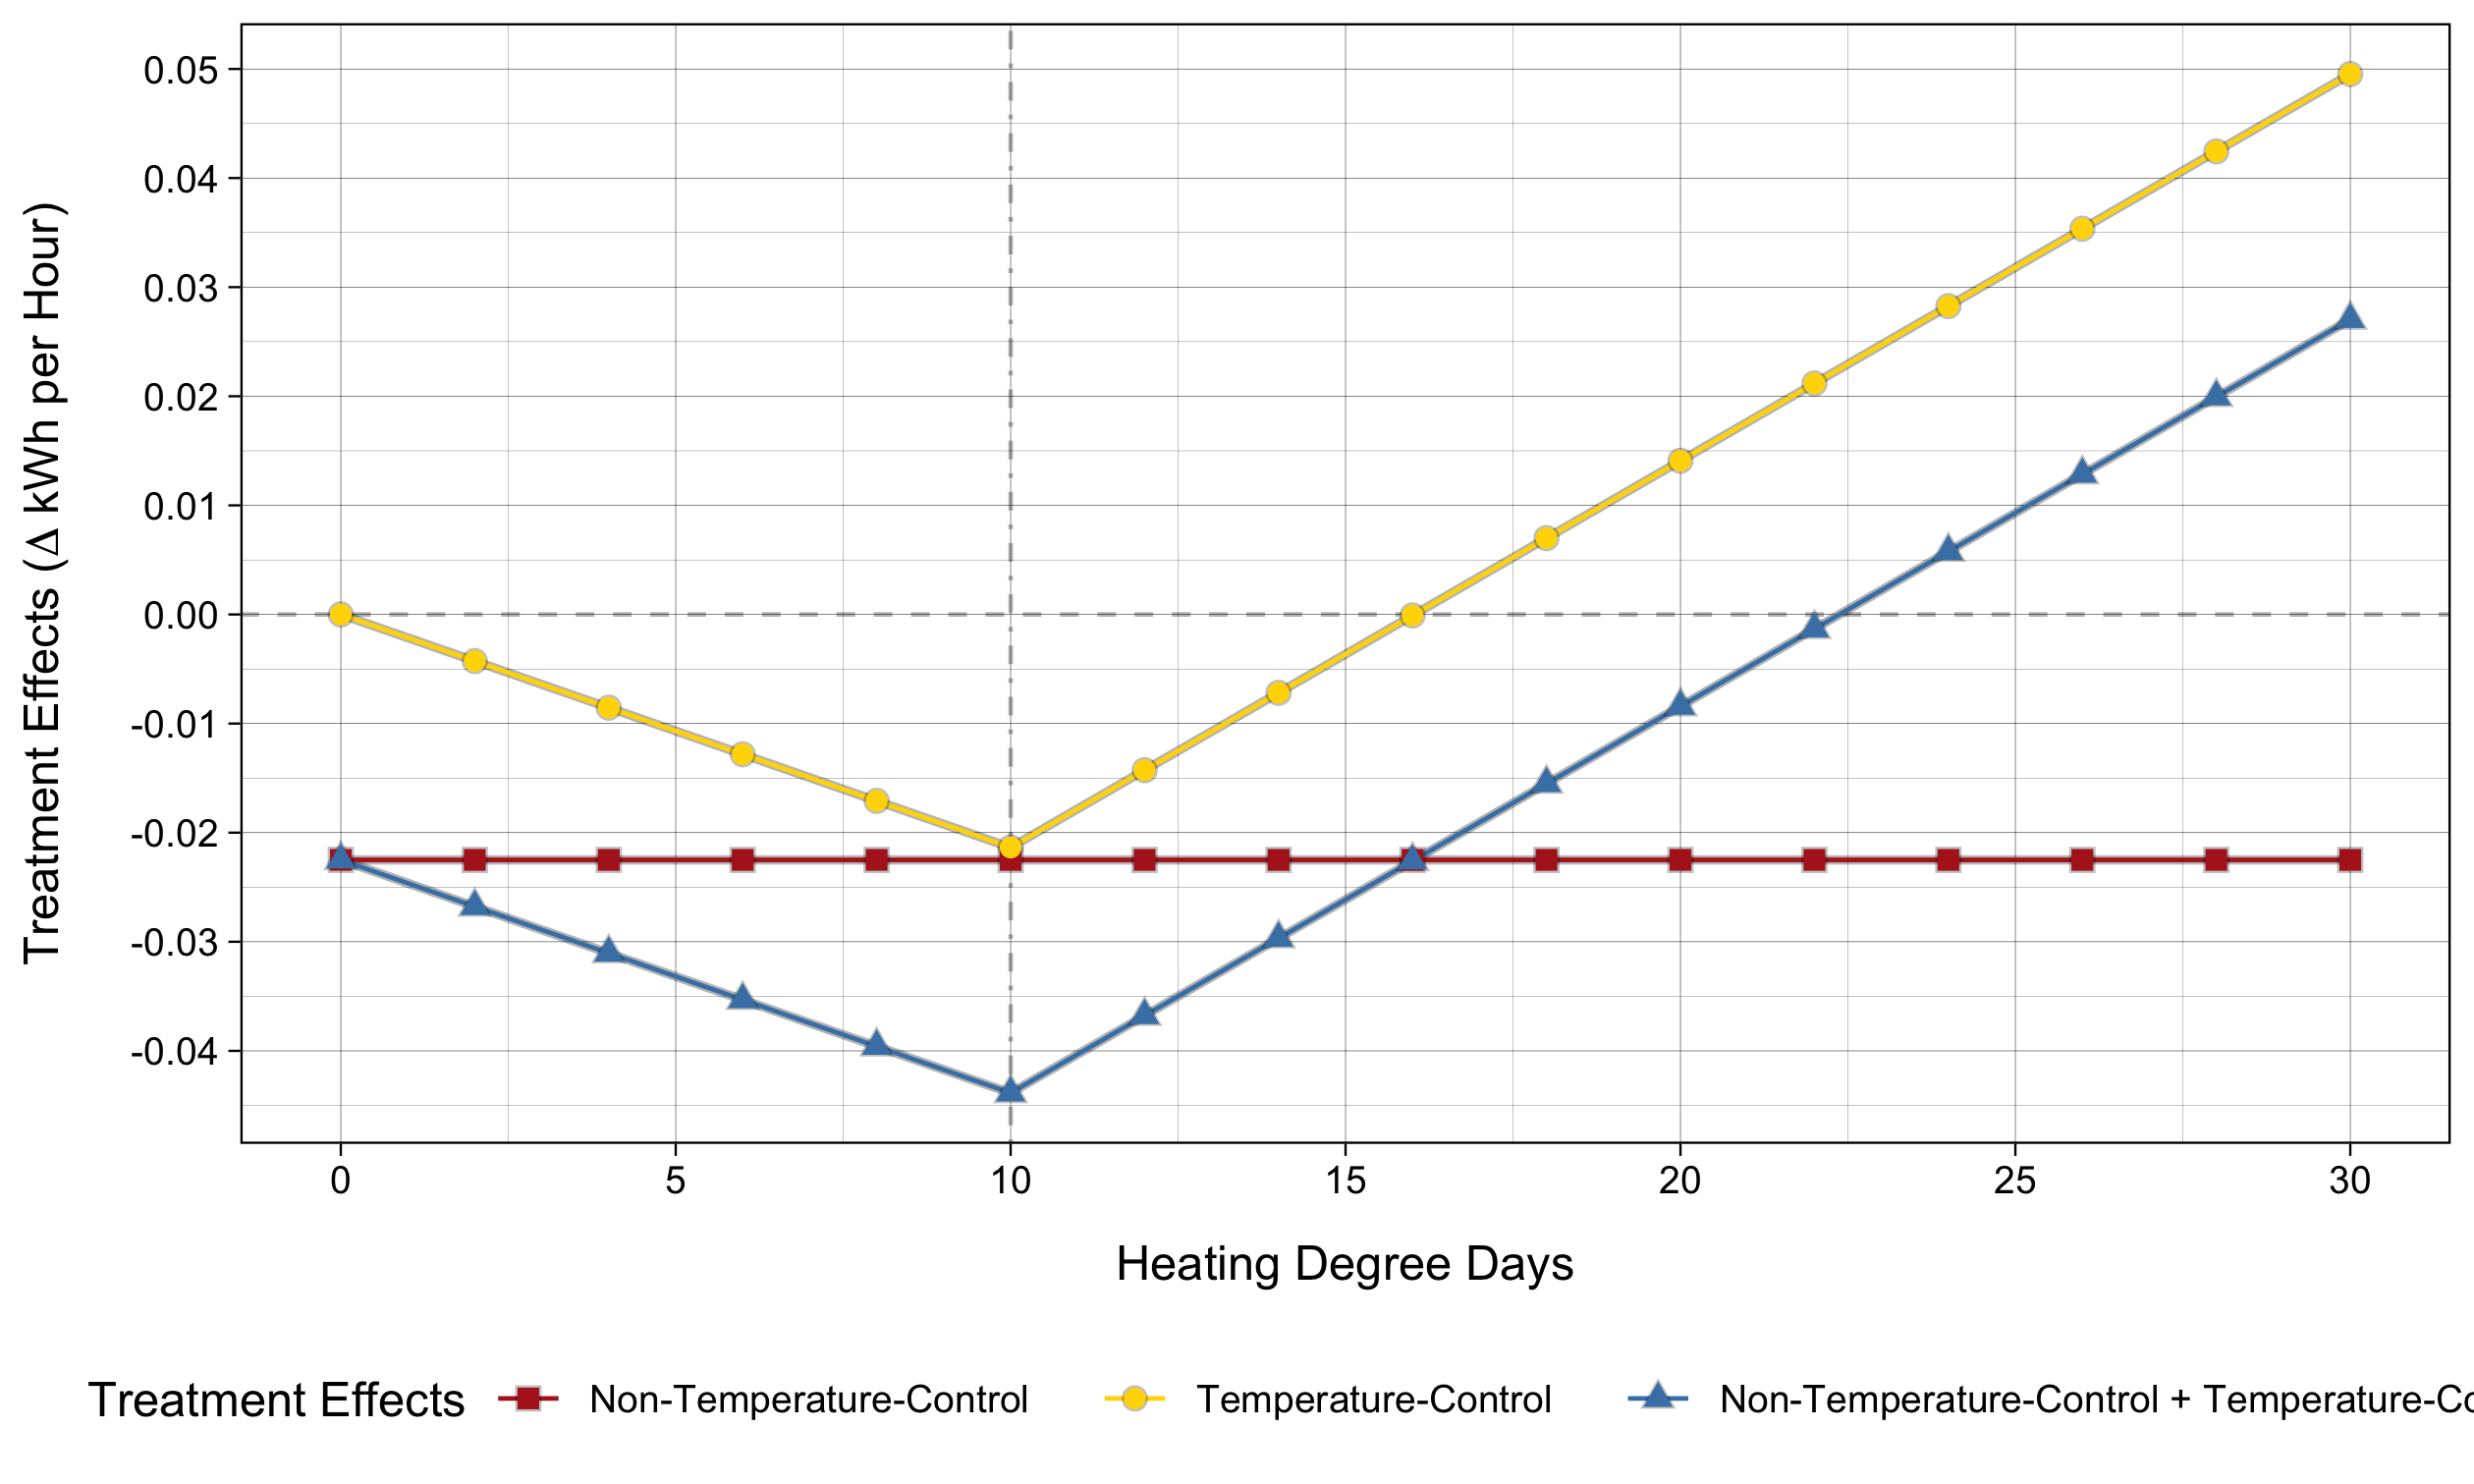 Treatment Effects (Δ kWh per Hour)
0.05
0.04
0.03
0.02
0.01
0.00
-0.01
-0.02
-0.03
-0.04
0 5 10 15 20 25 30
Heating Degree Days
Treatment Effects Non-Temperature-Control Temperature-Control Non-Temperature-Control +